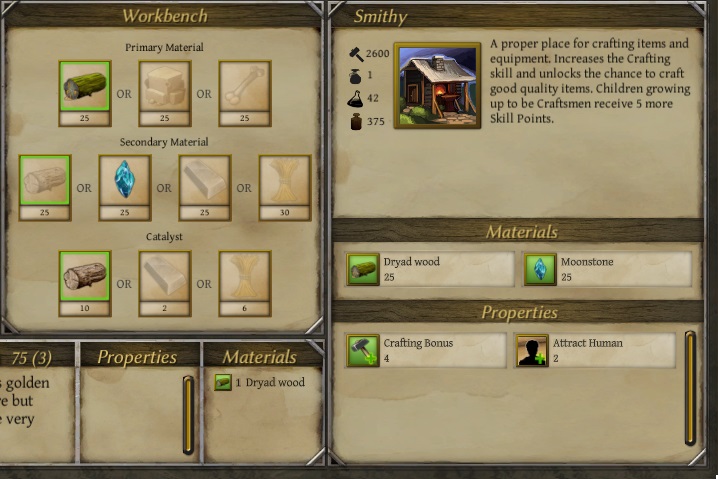 Workbench
Primary Material
OR
OR
25
25
25
Secondary Material
OR
OR
OR
25
25
25
30
Catalyst
OR
OR
10
2
6
75 (3)
s golden
e but
e very
Properties
Materials
1 Dryad wood
Smithy
2600
1
42
375
A proper place for crafting items and
equipment. Increases the Crafting
skill and unlocks the chance to craft
good quality items. Children growing
up to be Craftsmen receive 5 more
Skill Points.
Materials
Dryad wood
25
Moonstone
25
Properties
Crafting Bonus
4
Attract Human
2